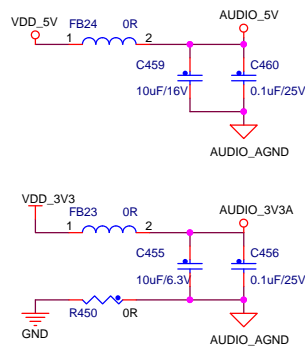 VDD_5V
FB24 0R
AUDIO_5V
1 2
C459 C460
10uF/16V 0.1uF/25V
AUDIO_AGND
VDD_3V3
FB23 0R
AUDIO_3V3A
1 2
C455 C456
10uF/6.3V 0.1uF/25V
R450 0R
GND
AUDIO_AGND